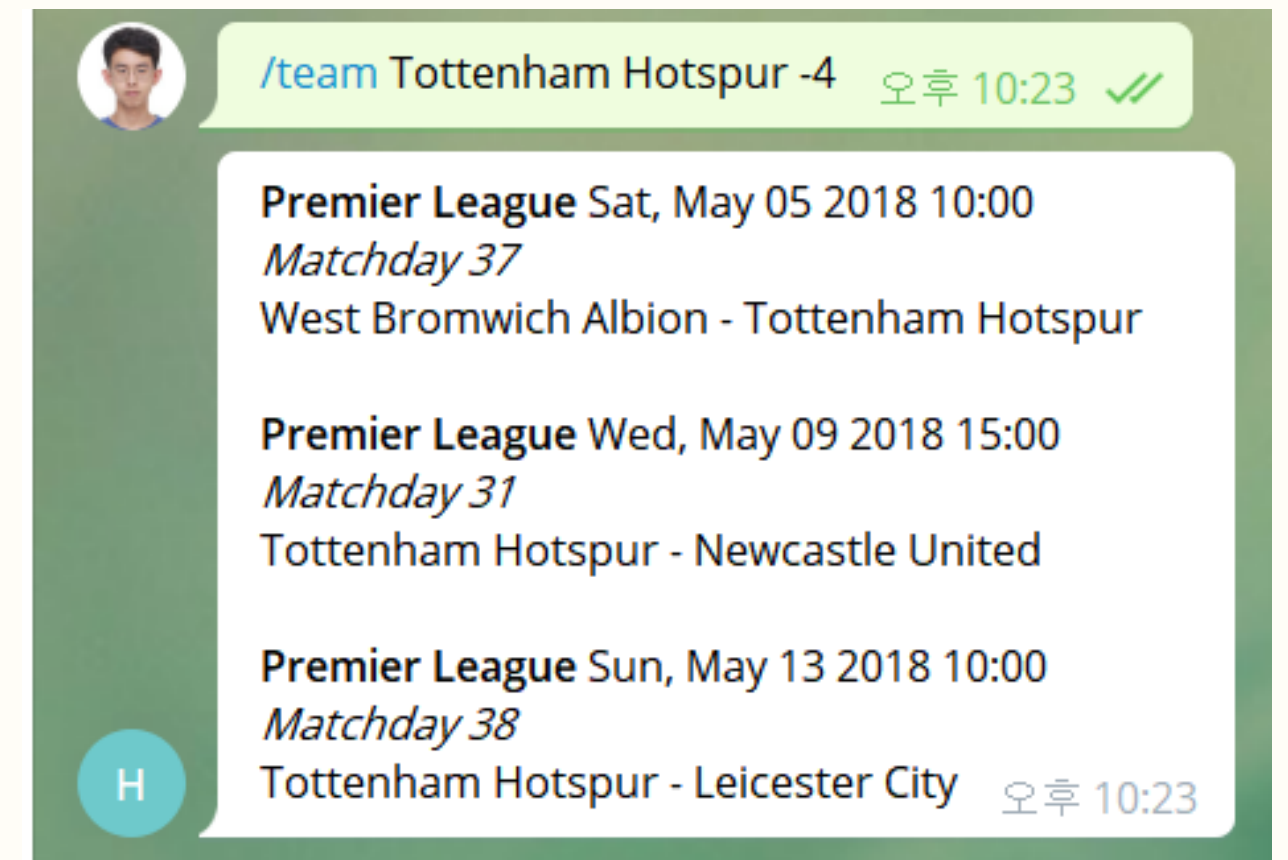 /team Tottenham Hotspur -4 오후 10:23
Premier League Sat, May 05 2018 10:00
Matchday 37
West Bromwich Albion - Tottenham Hotspur
Premier League Wed, May 09 2018 15:00
Matchday 31
Tottenham Hotspur - Newcastle United
Premier League Sun, May 13 2018 10:00
Matchday 38
Tottenham Hotspur - Leicester City 오후 10:23
H